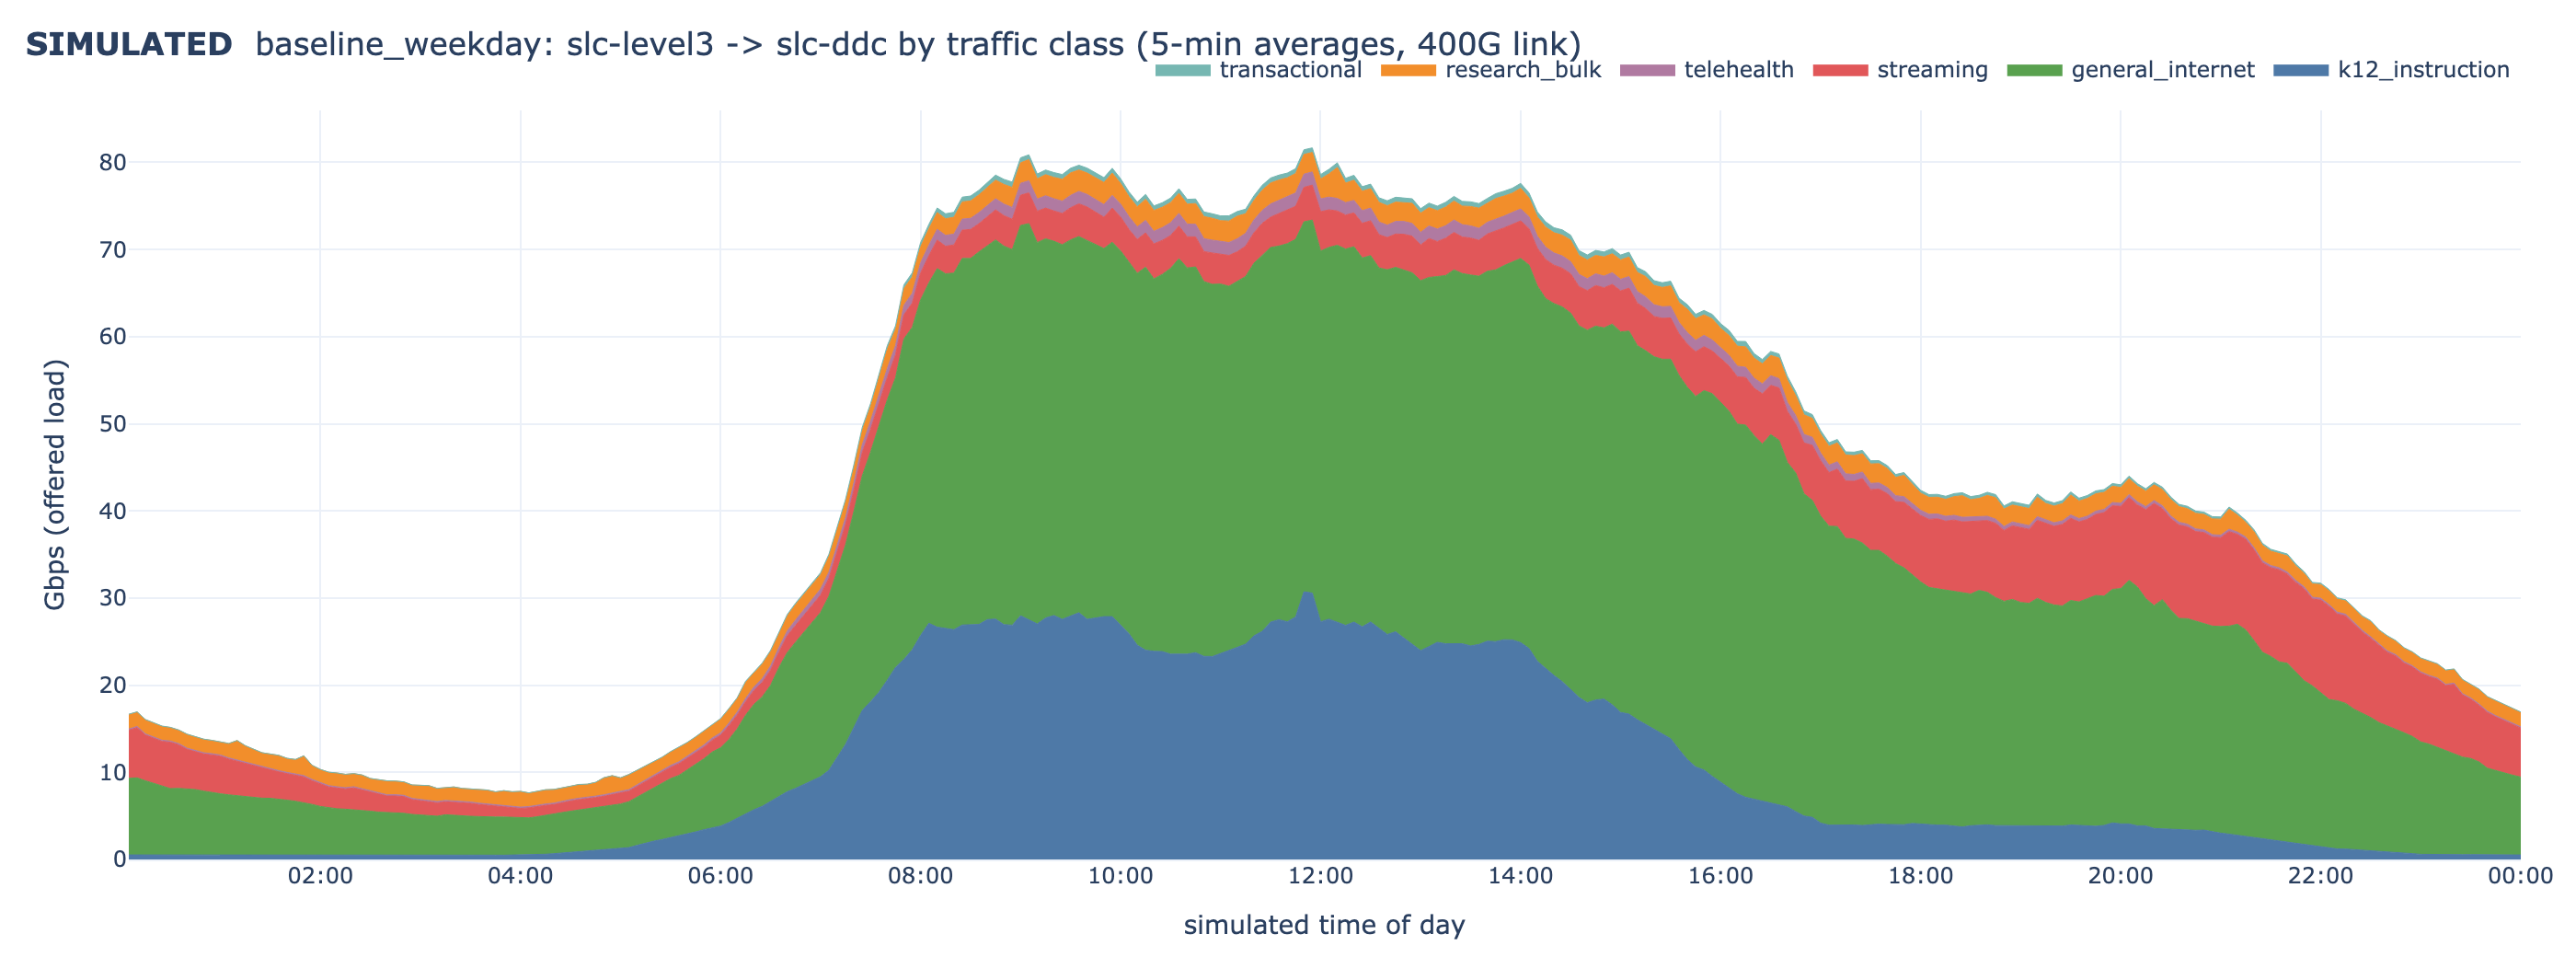 SIMULATED baseline_weekday: slc-level3 -> slc-ddc by traffic class (5-min averages, 400G link)
transactional research_bulk telehealth streaming general_internet k12_instruction
80
70
60
50
40
30
20
10
0
Gbps (offered load)
02:00 04:00 06:00 08:00 10:00 12:00 14:00 16:00 18:00 20:00 22:00 00:00
simulated time of day